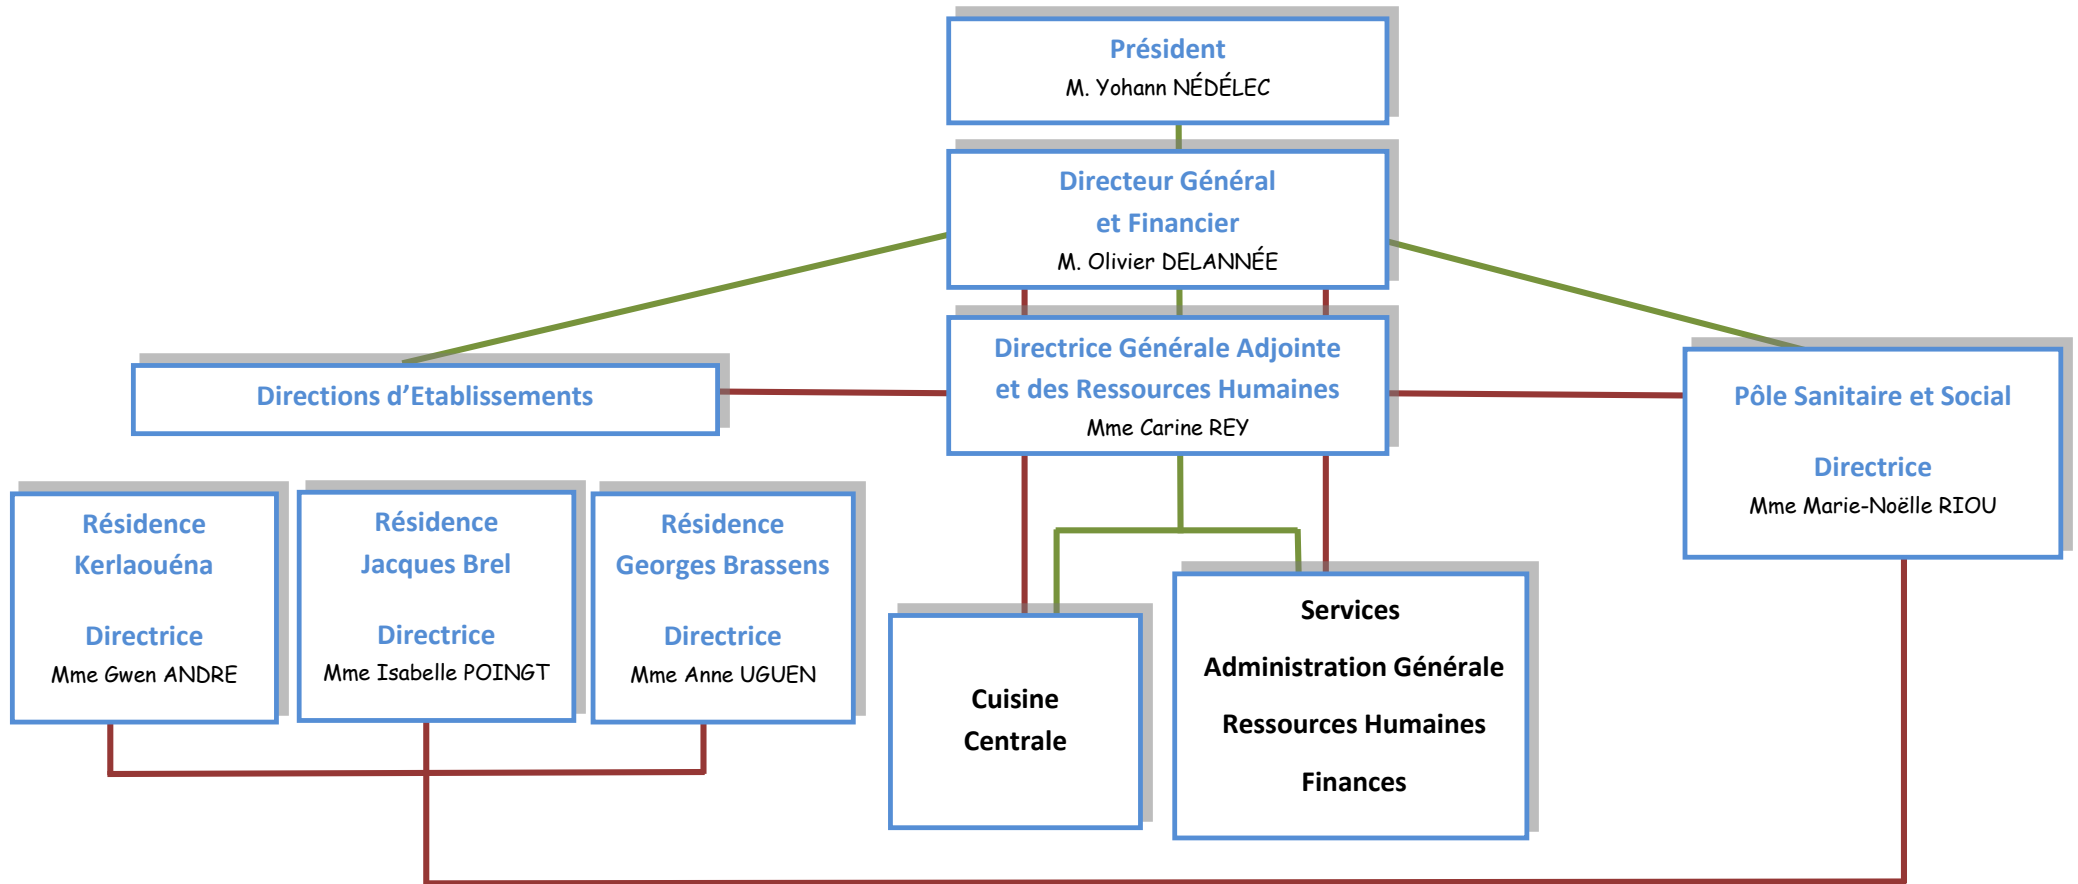 Président
M. Yohann NÉDÉLEC
Directeur Général
et Financier
M. Olivier DELANNÉE
Directrice Générale Adjointe
et des Ressources Humaines
Mme Carine REY
Directions d’Etablissements
Pôle Sanitaire et Social
Directrice
Mme Marie-Noëlle RIOU
Résidence
Kerlaouéna
Directrice
Mme Gwen ANDRE
Résidence
Jacques Brel
Directrice
Mme Isabelle POINGT
Résidence
Georges Brassens
Directrice
Mme Anne UGUEN
Cuisine
Centrale
Services
Administration Générale
Ressources Humaines
Finances